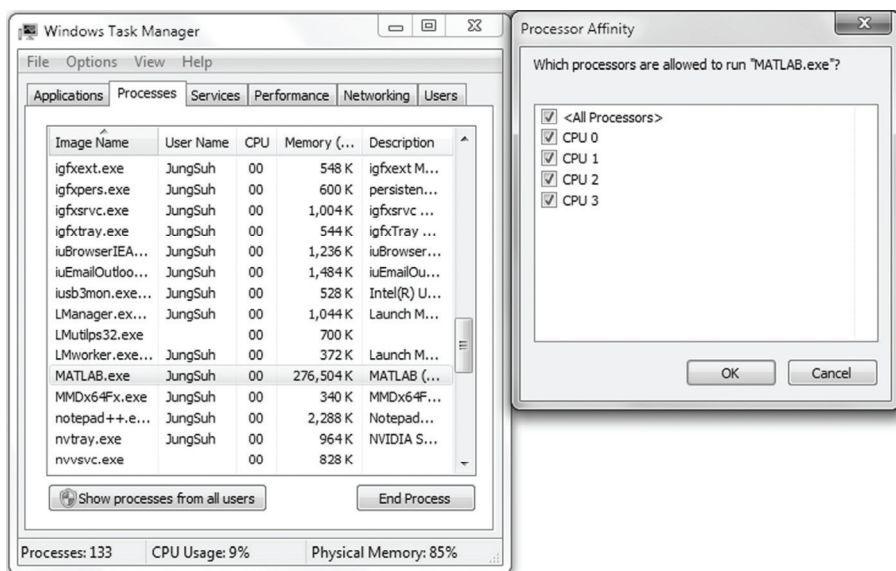 Windows Task Manager
File Options View Help
Applications Processes Services Performance Networking Users
Image Name User Name CPU Memory (... Description
igfxext.exe JungSuh 00 548 K igfxext M...
igfxpers.exe JungSuh 00 600 K persisten...
igfxsrvc.exe JungSuh 00 1,004 K igfxsrvc ...
igfxtray.exe JungSuh 00 544 K igfxTray ...
iuBrowserIEA... JungSuh 00 1,236 K iuBrowser...
iuEmailOutloo... JungSuh 00 1,484 K iuEmailOu...
iusb3mon.exe... JungSuh 00 528 K Intel(R) U...
LManager.ex... JungSuh 00 1,044 K Launch M...
LMutilps32.exe 00 700 K
LMworker.exe... JungSuh 00 372 K Launch M...
MATLAB.exe JungSuh 00 276,504 K MATLAB (...
MMDx64Fx.exe JungSuh 00 340 K MMDx64F...
notepad++.e... JungSuh 00 2,288 K Notepad...
nvtray.exe JungSuh 00 964 K NVIDIA S...
nvvsvc.exe 00 828 K
Show processes from all users End Process
Processes: 133 CPU Usage: 9% Physical Memory: 85%
Processor Affinity
Which processors are allowed to run "MATLAB.exe"?
<All Processors>
CPU 0
CPU 1
CPU 2
CPU 3
OK Cancel